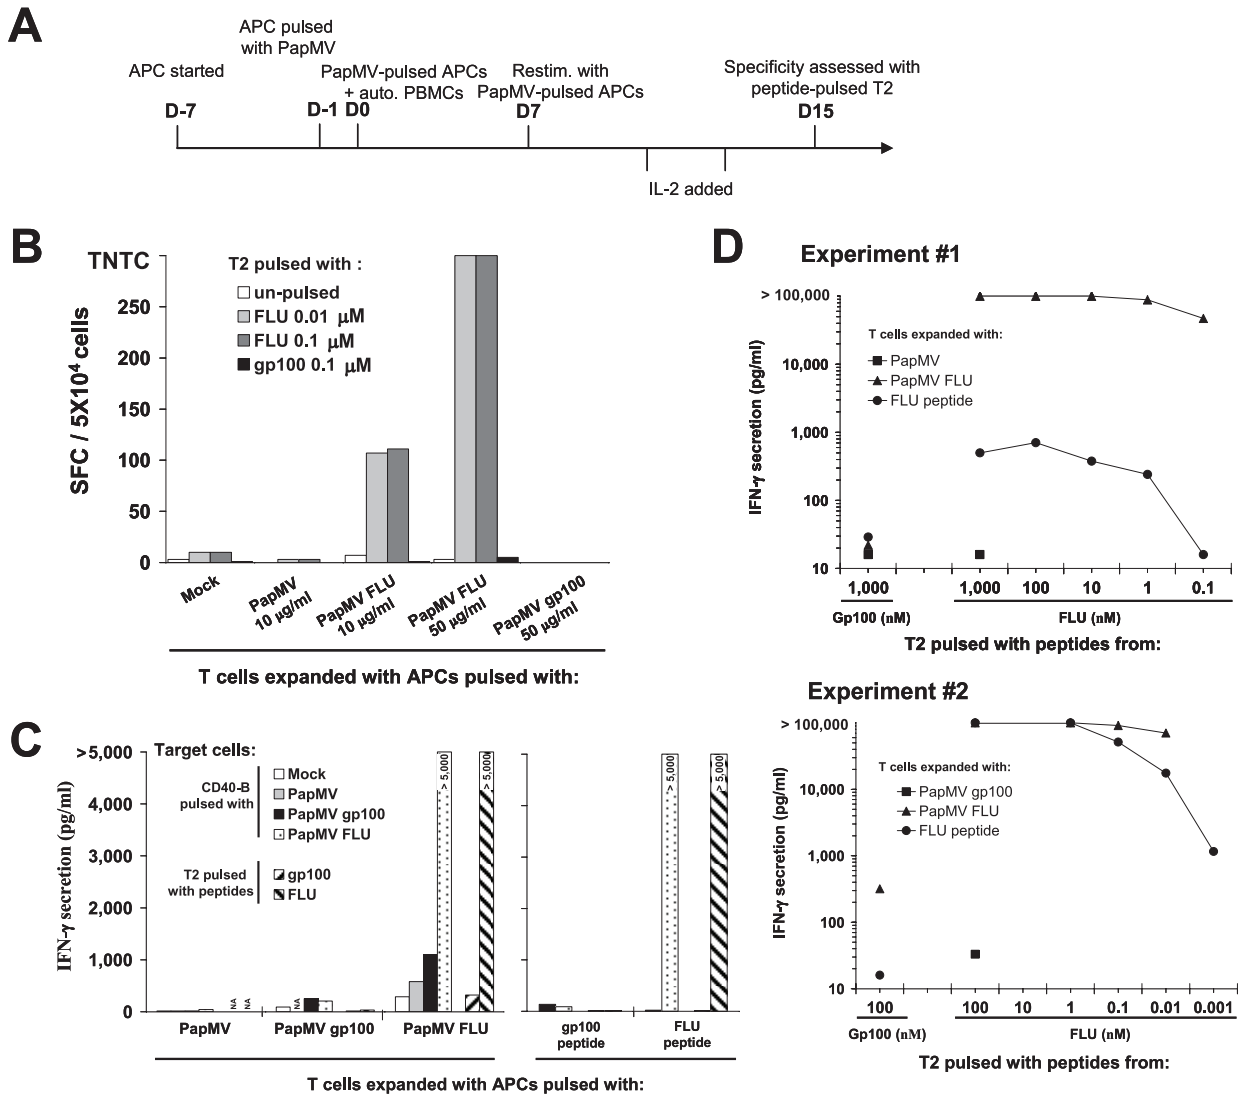 A
APC pulsed
with PapMV
APC started
PapMV-pulsed APCs
+ auto. PBMCs
Restim. with
PapMV-pulsed APCs
Specificity assessed with
peptide-pulsed T2
D-7
D-1 D0
D7
D15
IL-2 added
B
TNTC
250
200
150
100
50
0
SFC / 5X10⁴ cells
T2 pulsed with :
un-pulsed
FLU 0.01 μM
FLU 0.1 μM
gp100 0.1 μM
Mock
PapMV
10 μg/ml
PapMV FLU
10 μg/ml
PapMV FLU
50 μg/ml
PapMV gp100
50 μg/ml
T cells expanded with APCs pulsed with:
C
>5,000
4,000
3,000
2,000
1,000
0
IFN-γ secretion (pg/ml)
Target cells:
CD40-B
pulsed with
Mock
PapMV
PapMV gp100
PapMV FLU
T2 pulsed
with peptides
gp100
FLU
NA
NA
NA
> 5,000
> 5,000
> 5,000
> 5,000
PapMV
PapMV gp100
PapMV FLU
gp100
peptide
FLU
peptide
T cells expanded with APCs pulsed with:
D
Experiment #1
> 100,000
10,000
1,000
100
10
IFN-γ secretion (pg/ml)
T cells expanded with:
PapMV
PapMV FLU
FLU peptide
1,000
1,000
100
10
1
0.1
Gp100 (nM)
FLU (nM)
T2 pulsed with peptides from:
Experiment #2
> 100,000
10,000
1,000
100
10
IFN-γ secretion (pg/ml)
T cells expanded with:
PapMV gp100
PapMV FLU
FLU peptide
100
100
10
1
0.1
0.01
0.001
Gp100 (nM)
FLU (nM)
T2 pulsed with peptides from: